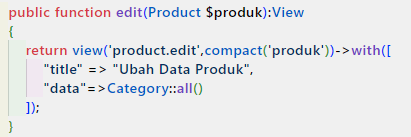 public function edit(Product $produk):View
{
return view('product.edit',compact('produk'))->with([
"title" => "Ubah Data Produk",
"data"=>Category::all()
]);
}